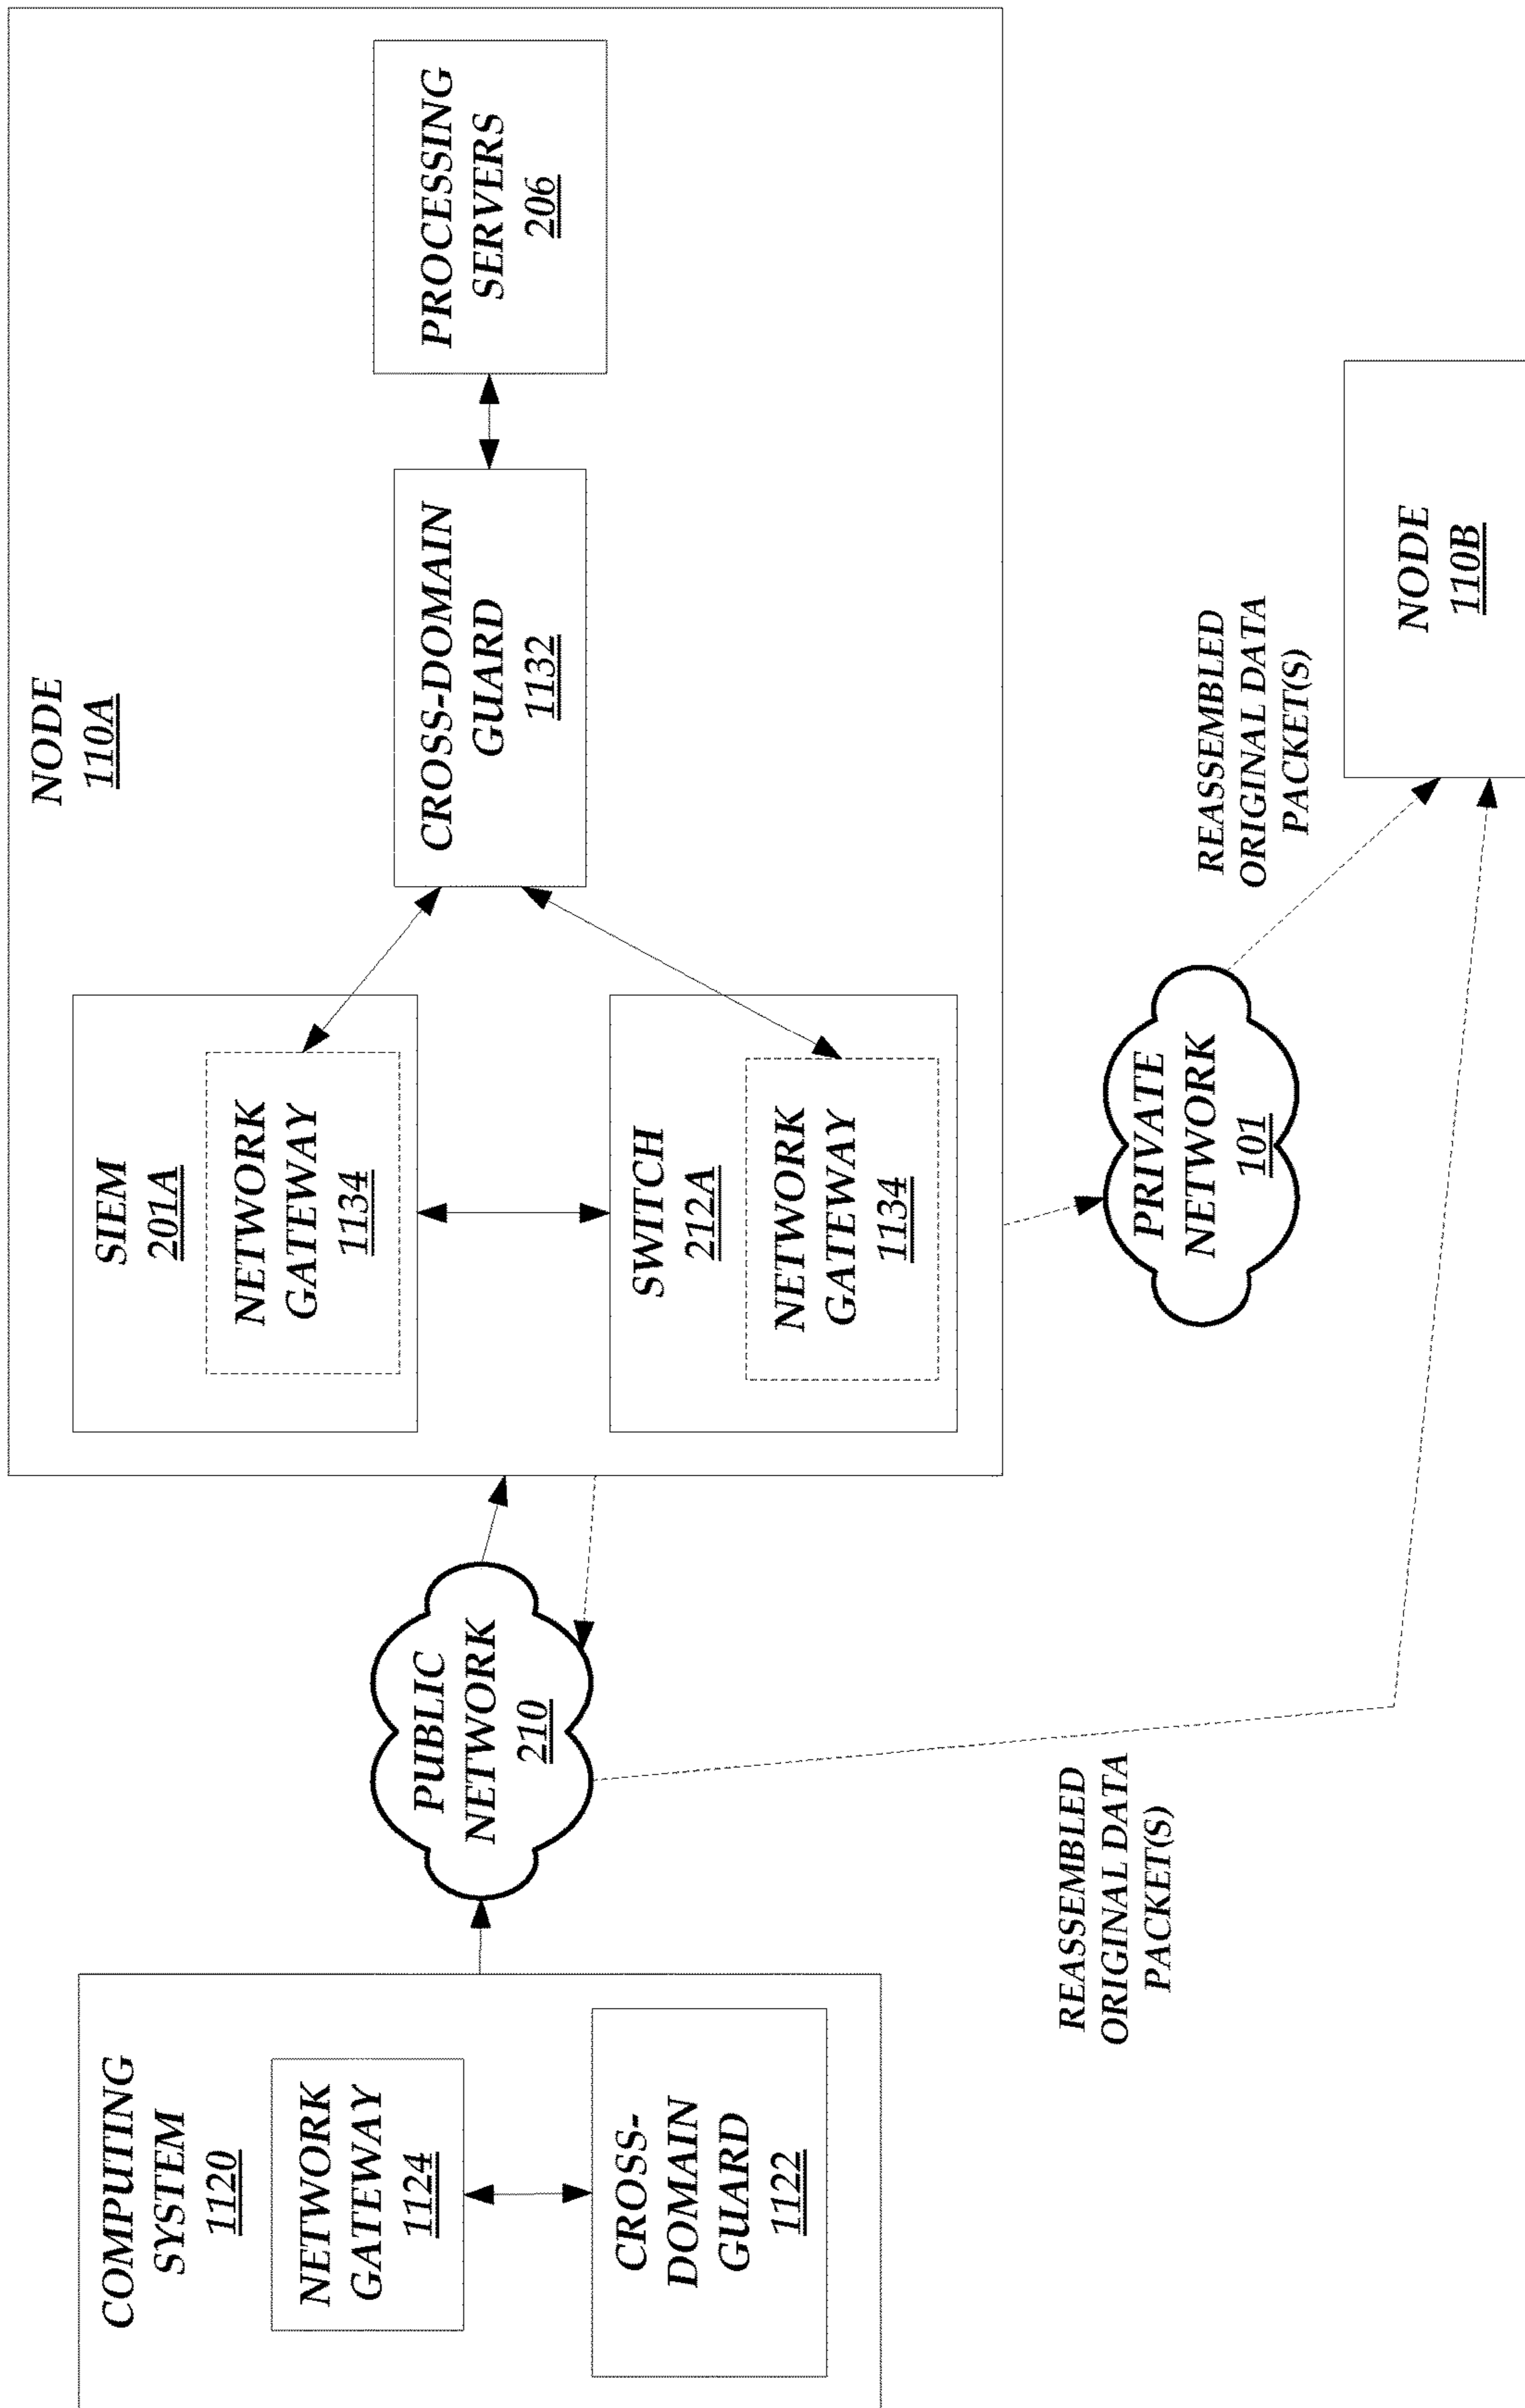 COMPUTING
SYSTEM
1120
NETWORK
GATEWAY
1124
CROSS-
DOMAIN
GUARD
1122
PUBLIC
NETWORK
210
NODE
110A
SIEM
201A
NETWORK
GATEWAY
1134
SWITCH
212A
NETWORK
GATEWAY
1134
CROSS-DOMAIN
GUARD
1132
PROCESSING
SERVERS
206
REASSEMBLED
ORIGINAL DATA
PACKET(S)
PRIVATE
NETWORK
101
REASSEMBLED
ORIGINAL DATA
PACKET(S)
NODE
110B